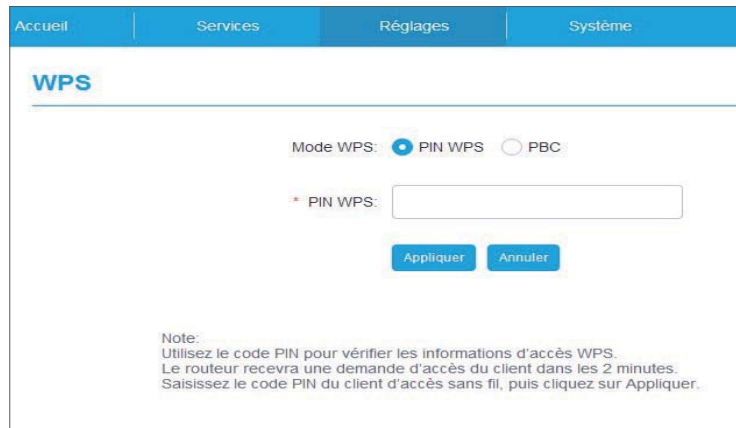 Accueil Services Réglages Système
WPS
Mode WPS: PIN WPS PBC
* PIN WPS:
Appliquer Annuler
Note:
Utilisez le code PIN pour vérifier les informations d'accès WPS.
Le routeur recevra une demande d'accès du client dans les 2 minutes.
Saisissez le code PIN du client d'accès sans fil, puis cliquez sur Appliquer.